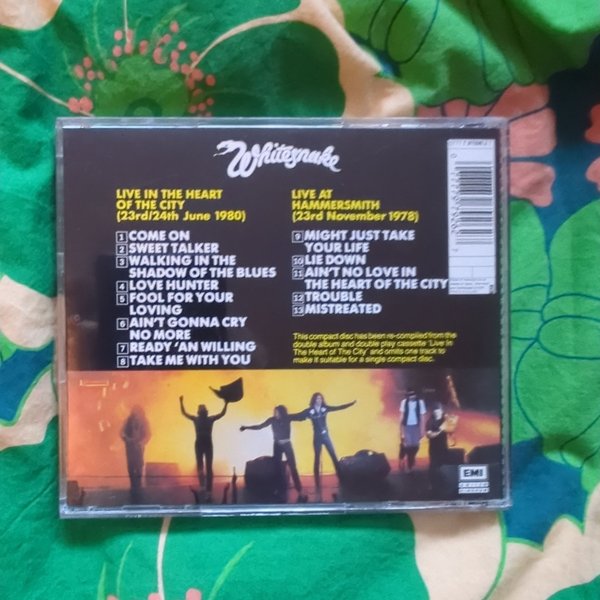 Whitesnake
LIVE IN THE HEART
OF THE CITY
(23rd/24th June 1980)
1 COME ON
2 SWEET TALKER
3 WALKING IN THE
SHADOW OF THE BLUES
4 LOVE HUNTER
5 FOOL FOR YOUR
LOVING
6 AIN'T GONNA CRY
NO MORE
7 READY 'AN WILLING
8 TAKE ME WITH YOU
LIVE AT
HAMMERSMITH
(23rd November 1978)
9 MIGHT JUST TAKE
YOUR LIFE
10 LIE DOWN
11 AIN'T NO LOVE IN
THE HEART OF THE CITY
12 TROUBLE
13 MISTREATED
This compact disc has been re-compiled from the
double album and double play cassette 'Live In
The Heart of The City' and omits one track to
make it suitable for a single compact disc.
EMI